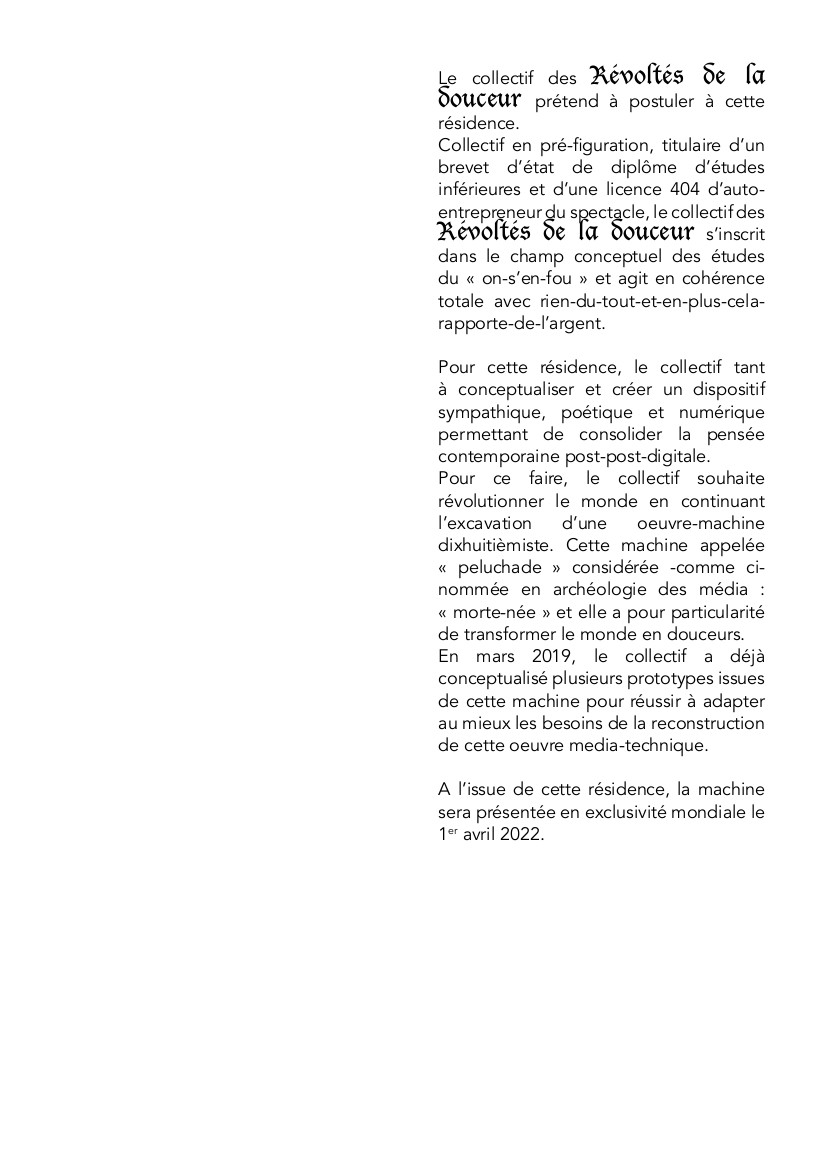 Le collectif des Révoltés de la
douceur prétend à postuler à cette
résidence.
Collectif en pré-figuration, titulaire d’un
brevet d’état de diplôme d’études
inférieures et d’une licence 404 d’auto-
entrepreneur du spectacle, le collectif des
Révoltés de la douceur s’inscrit
dans le champ conceptuel des études
du « on-s’en-fou » et agit en cohérence
totale avec rien-du-tout-et-en-plus-cela-
rapporte-de-l’argent.

Pour cette résidence, le collectif tant
à conceptualiser et créer un dispositif
sympathique, poétique et numérique
permettant de consolider la pensée
contemporaine post-post-digitale.
Pour ce faire, le collectif souhaite
révolutionner le monde en continuant
l’excavation d’une oeuvre-machine
dixhuitièmiste. Cette machine appelée
« peluchade » considérée -comme ci-
nommée en archéologie des média :
« morte-née » et elle a pour particularité
de transformer le monde en douceurs.
En mars 2019, le collectif a déjà
conceptualisé plusieurs prototypes issues
de cette machine pour réussir à adapter
au mieux les besoins de la reconstruction
de cette oeuvre media-technique.

A l’issue de cette résidence, la machine
sera présentée en exclusivité mondiale le
1er avril 2022.